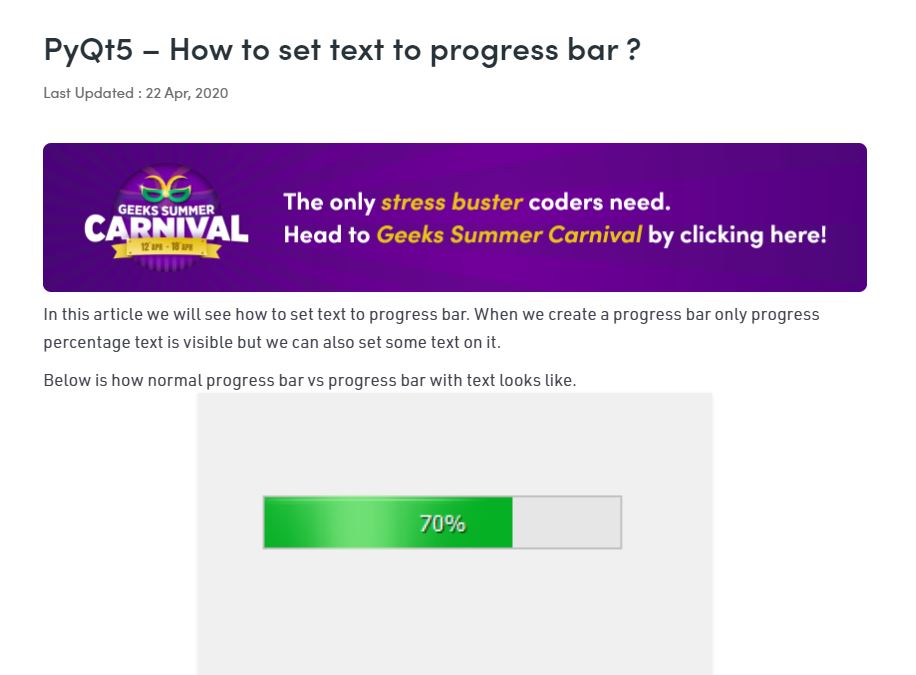 PyQt5 – How to set text to progress bar ?
Last Updated : 22 Apr, 2020
GEEKS SUMMER
CARNIVAL
12 APR - 18 APR
The only stress buster coders need.
Head to Geeks Summer Carnival by clicking here!
In this article we will see how to set text to progress bar. When we create a progress bar only progress
percentage text is visible but we can also set some text on it.
Below is how normal progress bar vs progress bar with text looks like.
70%